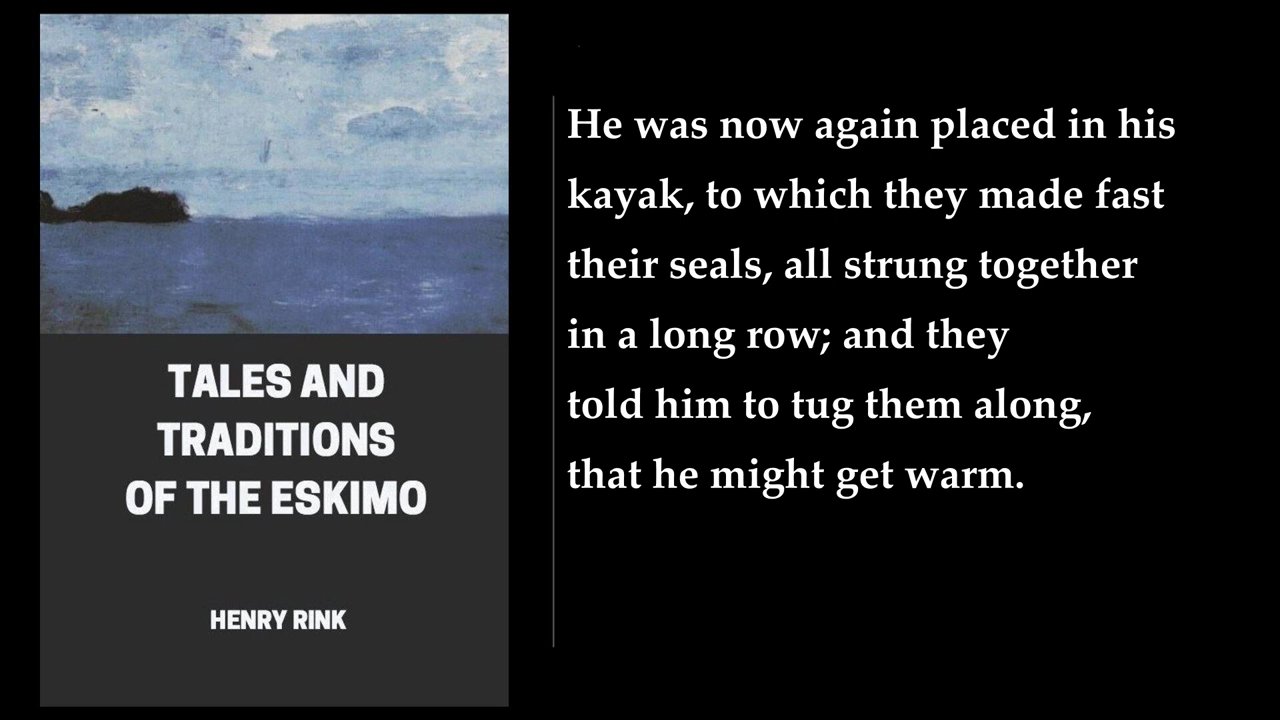 TALES AND
TRADITIONS
OF THE ESKIMO
HENRY RINK
He was now again placed in his
kayak, to which they made fast
their seals, all strung together
in a long row; and they
told him to tug them along,
that he might get warm.